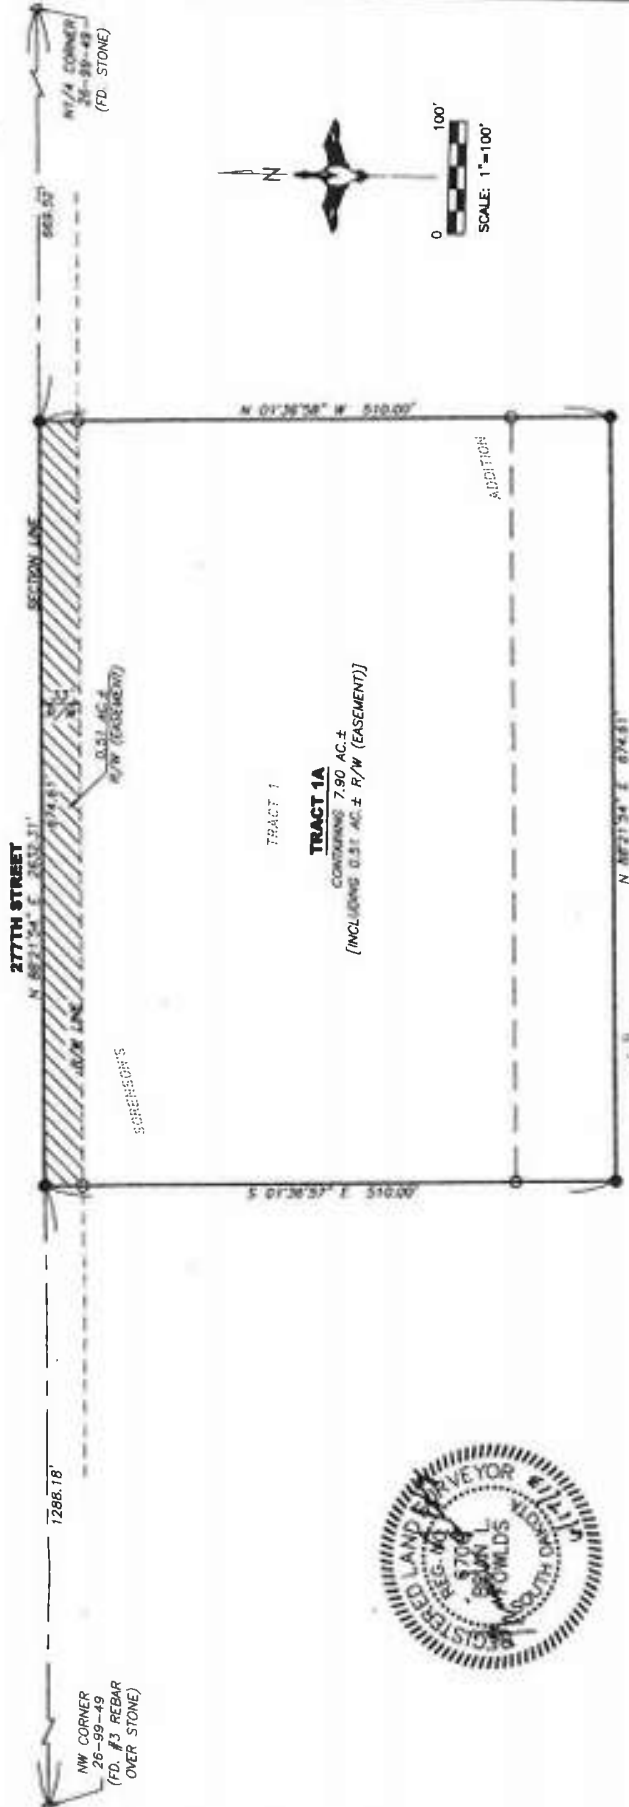 277TH STREET
N 88°21'54" E 2632.31'
SECTION LINE
1288.18'
674.61'
669.52'
NW CORNER
26-99-49
(FD. #3 REBAR
OVER STONE)
N1/4 CORNER
26-99-49
(FD. STONE)
R/W LINE
0.51 AC.±
R/W (EASEMENT)
SORENSON'S
TRACT 1
ADDITION
TRACT 1A
CONTAINING 7.90 AC.±
[INCLUDING 0.51 AC.± R/W (EASEMENT)]
S 01°36'57" E 510.00'
N 01°36'58" W 510.00'
N 88°21'54" E 674.61'
N
0 100'
SCALE: 1"=100'
REGISTERED LAND SURVEYOR
REG. NO.
L.
SOUTH DAKOTA